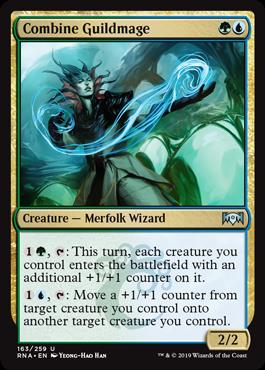 Combine Guildmage
Creature — Merfolk Wizard
1, : This turn, each creature you
control enters the battlefield with an
additional +1/+1 counter on it.
1, : Move a +1/+1 counter from
target creature you control onto
another target creature you control.
2/2
163/259 U
RNA • EN Yeong-Hao Han
™ & © 2019 Wizards of the Coast